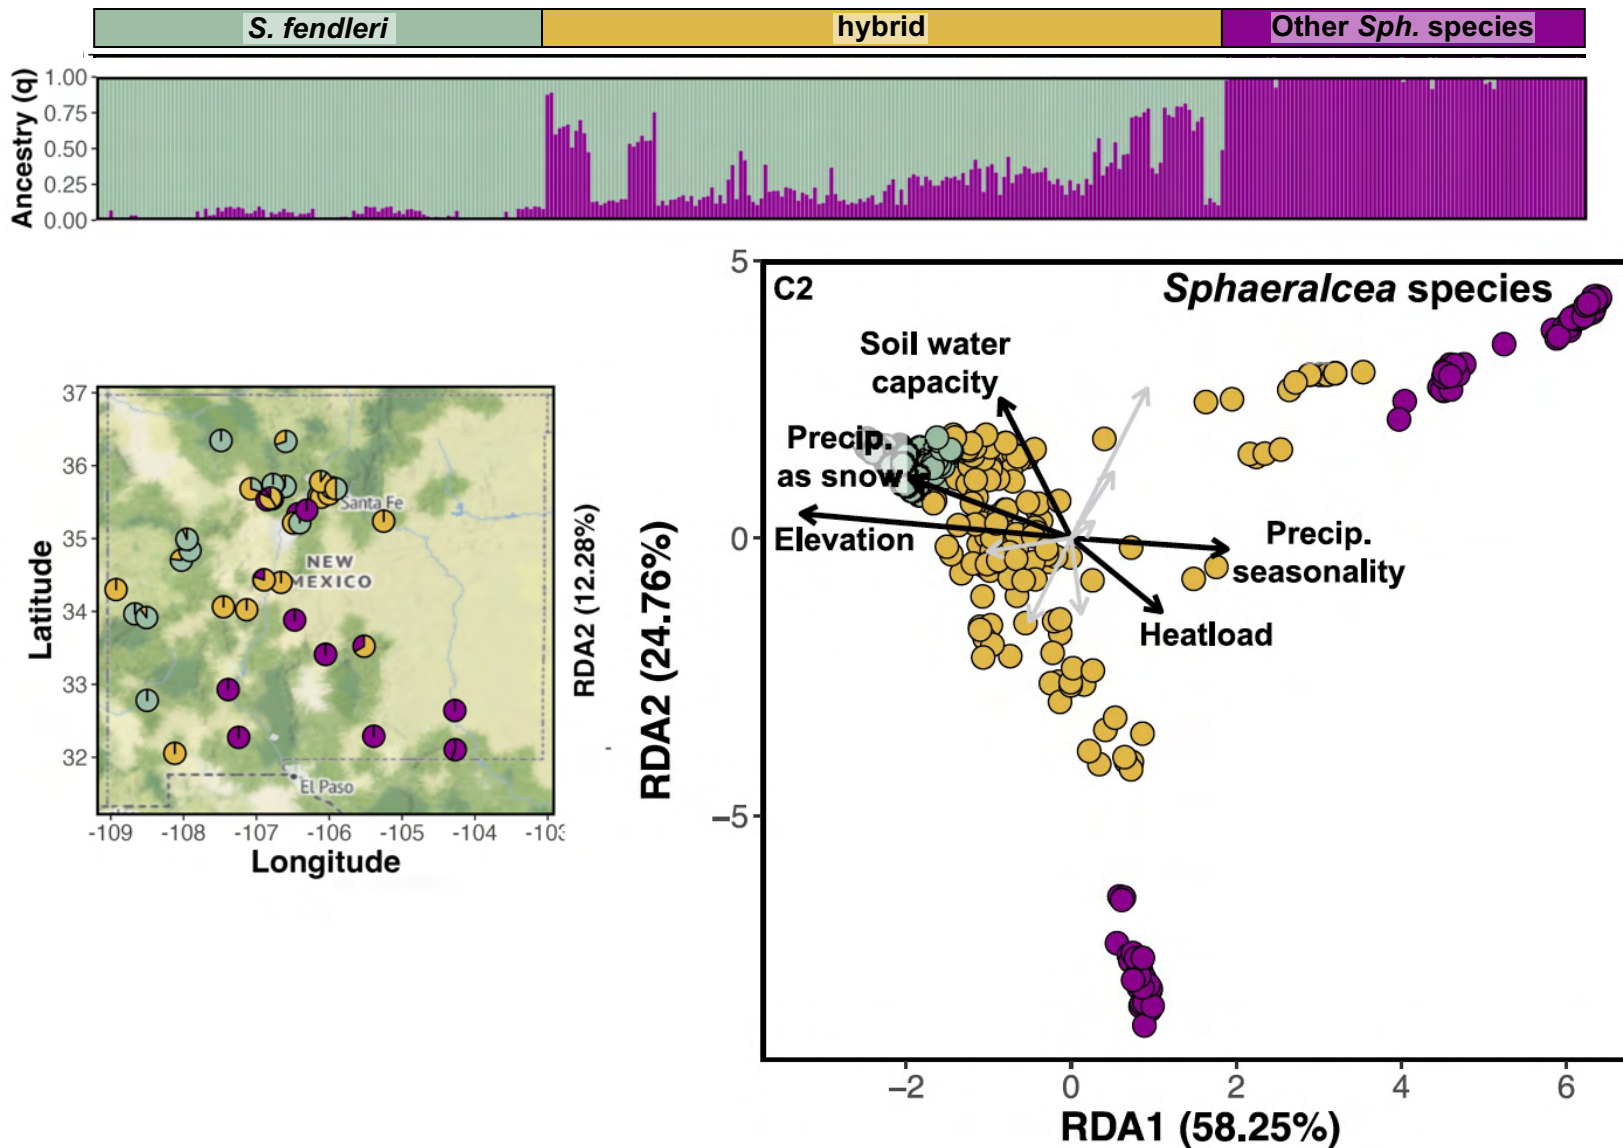 S. fendleri
hybrid
Other Sph. species
Ancestry (q)
1.00
0.75
0.50
0.25
0.00
Latitude
37
36
35
34
33
32
Santa Fe
NEW
MEXICO
El Paso
-109
-108
-107
-106
-105
-104
Longitude
RDA2 (12.28%)
RDA2 (24.76%)
5
0
−5
C2
Sphaeralcea species
Soil water
capacity
Precip.
as snow
Elevation
Precip.
seasonality
Heatload
−2
0
2
4
6
RDA1 (58.25%)